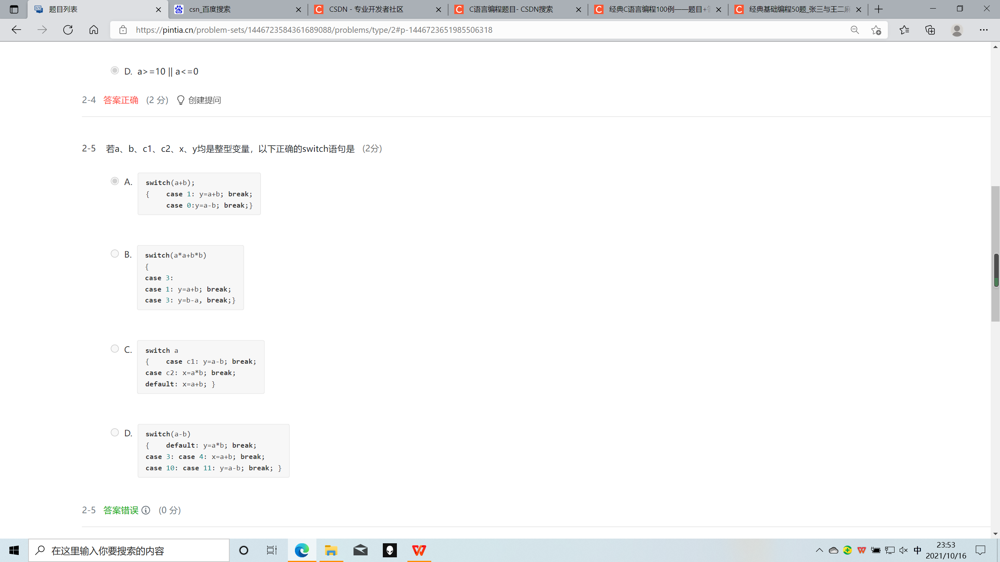 题目列表
csn_百度搜索
CSDN - 专业开发者社区
C语言编程题目- CSDN搜索
经典C语言编程100例——题目+
经典基础编程50题_张三与王二麻
https://pintia.cn/problem-sets/1446723584361689088/problems/type/2#p-1446723651985506318
D. a>=10 || a<=0
2-4 答案正确 (2 分) 创建提问
2-5 若a、b、c1、c2、x、y均是整型变量，以下正确的switch语句是 (2分)
A.
switch(a+b);
{    case 1: y=a+b; break;
     case 0:y=a-b; break;}
B.
switch(a*a+b*b)
{
case 3:
case 1: y=a+b; break;
case 3: y=b-a, break;}
C.
switch a
{    case c1: y=a-b; break;
case c2: x=a*b; break;
default: x=a+b; }
D.
switch(a-b)
{    default: y=a*b; break;
case 3: case 4: x=a+b; break;
case 10: case 11: y=a-b; break; }
2-5 答案错误 (0 分)
在这里输入你要搜索的内容
中
23:53
2021/10/16